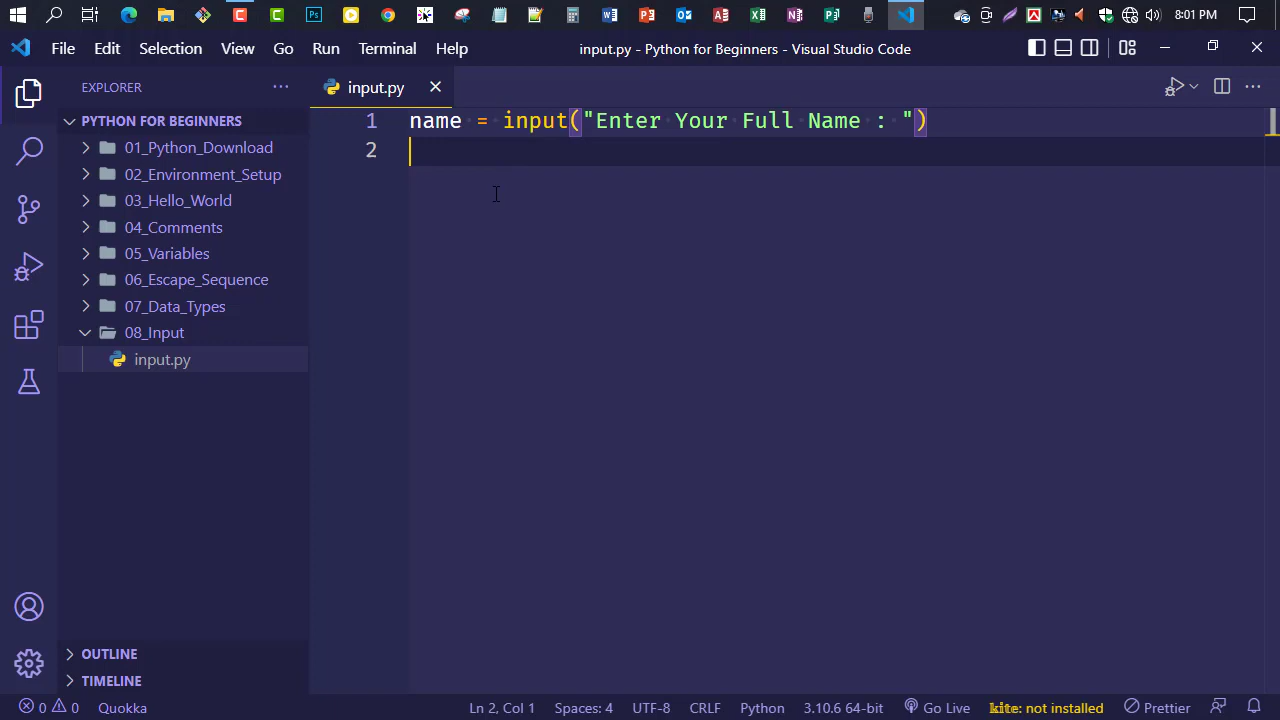 8:01 PM
File Edit Selection View Go Run Terminal Help
input.py - Python for Beginners - Visual Studio Code
EXPLORER
input.py
PYTHON FOR BEGINNERS
01_Python_Download
02_Environment_Setup
03_Hello_World
04_Comments
05_Variables
06_Escape_Sequence
07_Data_Types
08_Input
input.py
1 name = input("Enter Your Full Name : ")
2
OUTLINE
TIMELINE
0 0 Quokka Ln 2, Col 1 Spaces: 4 UTF-8 CRLF Python 3.10.6 64-bit Go Live kite: not installed Prettier